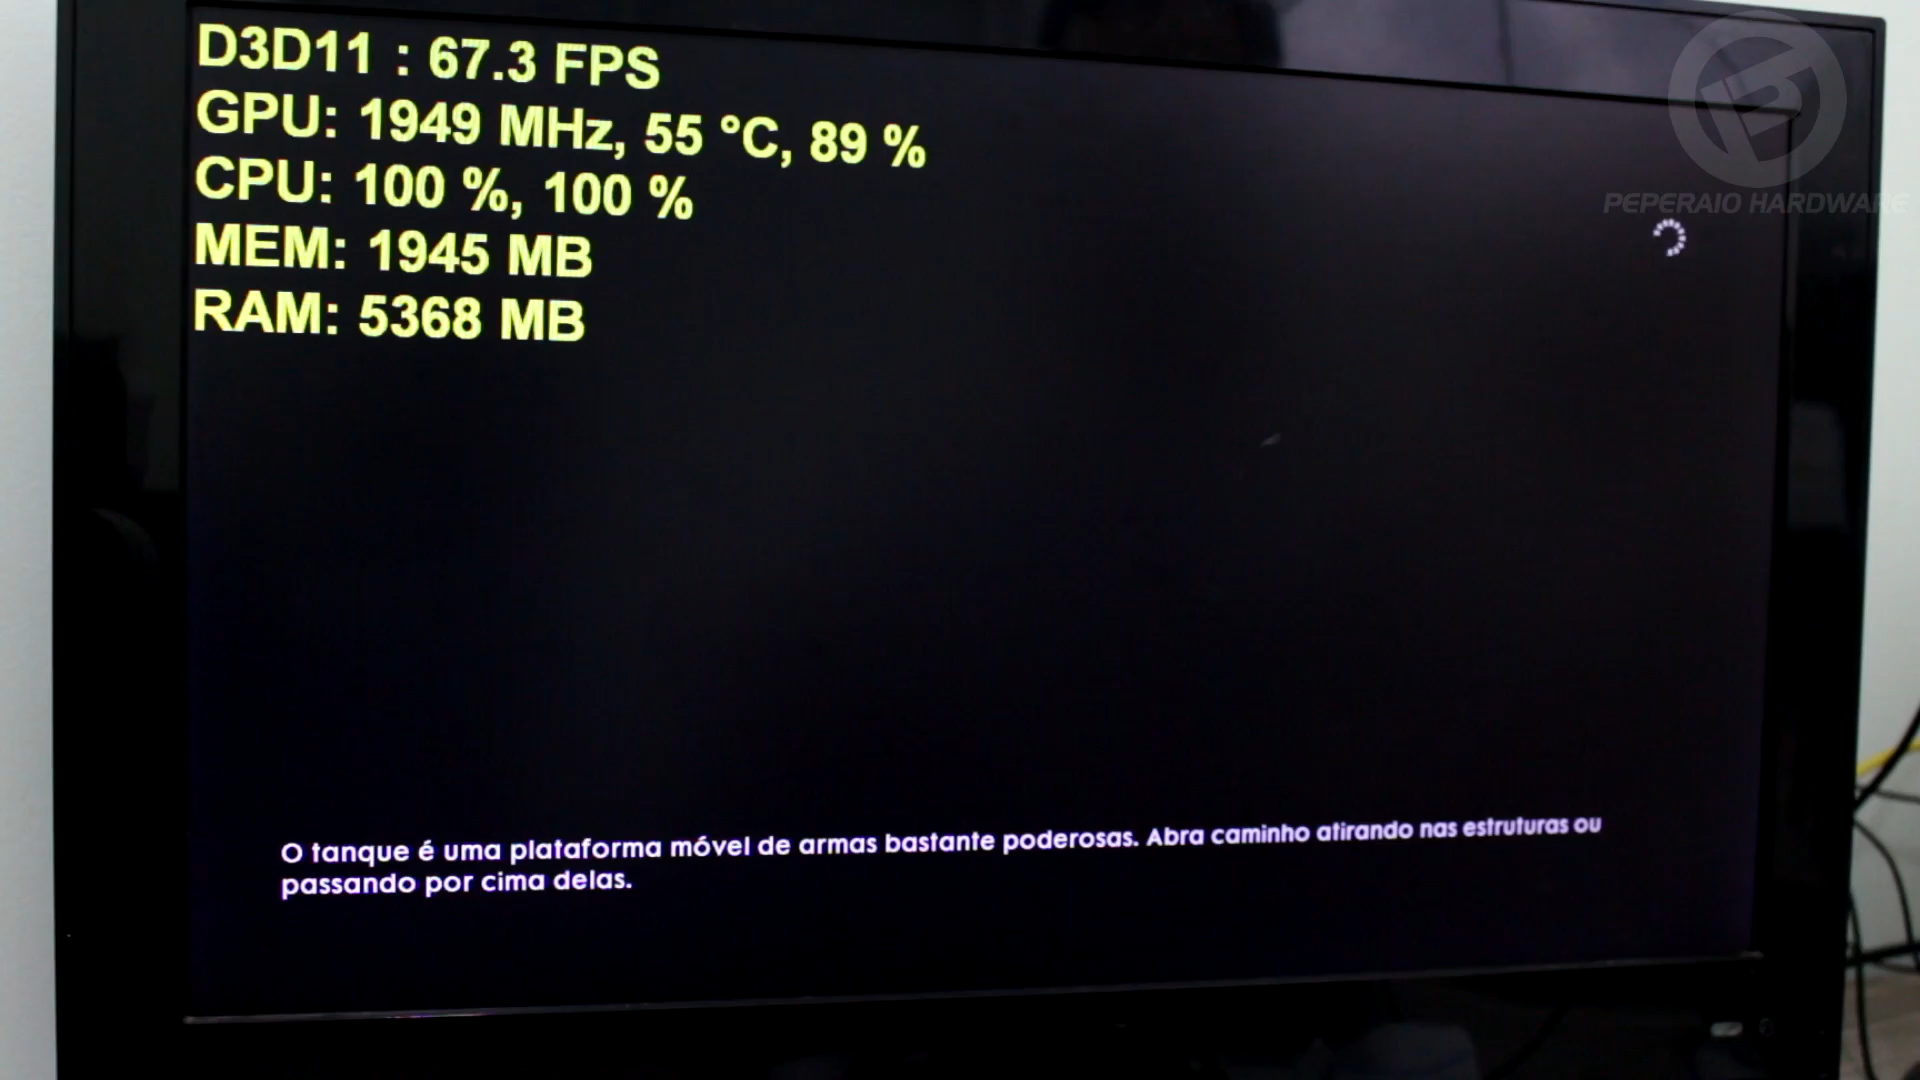 D3D11 : 67.3 FPS
GPU: 1949 MHz, 55 °C, 89 %
CPU: 100 %, 100 %
MEM: 1945 MB
RAM: 5368 MB
PEPERAIO HARDWARE
O tanque é uma plataforma móvel de armas bastante poderosas. Abra caminho atirando nas estruturas ou
passando por cima delas.